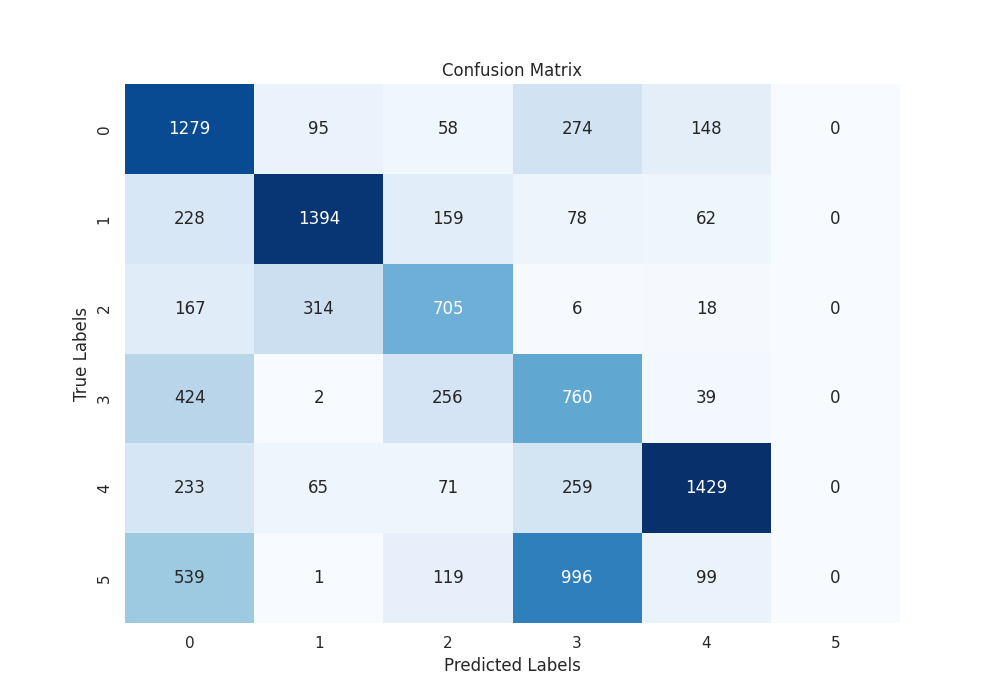 Confusion Matrix
0 1279 95 58 274 148 0
1 228 1394 159 78 62 0
2 167 314 705 6 18 0
True Labels
3 424 2 256 760 39 0
4 233 65 71 259 1429 0
5 539 1 119 996 99 0
0 1 2 3 4 5
Predicted Labels